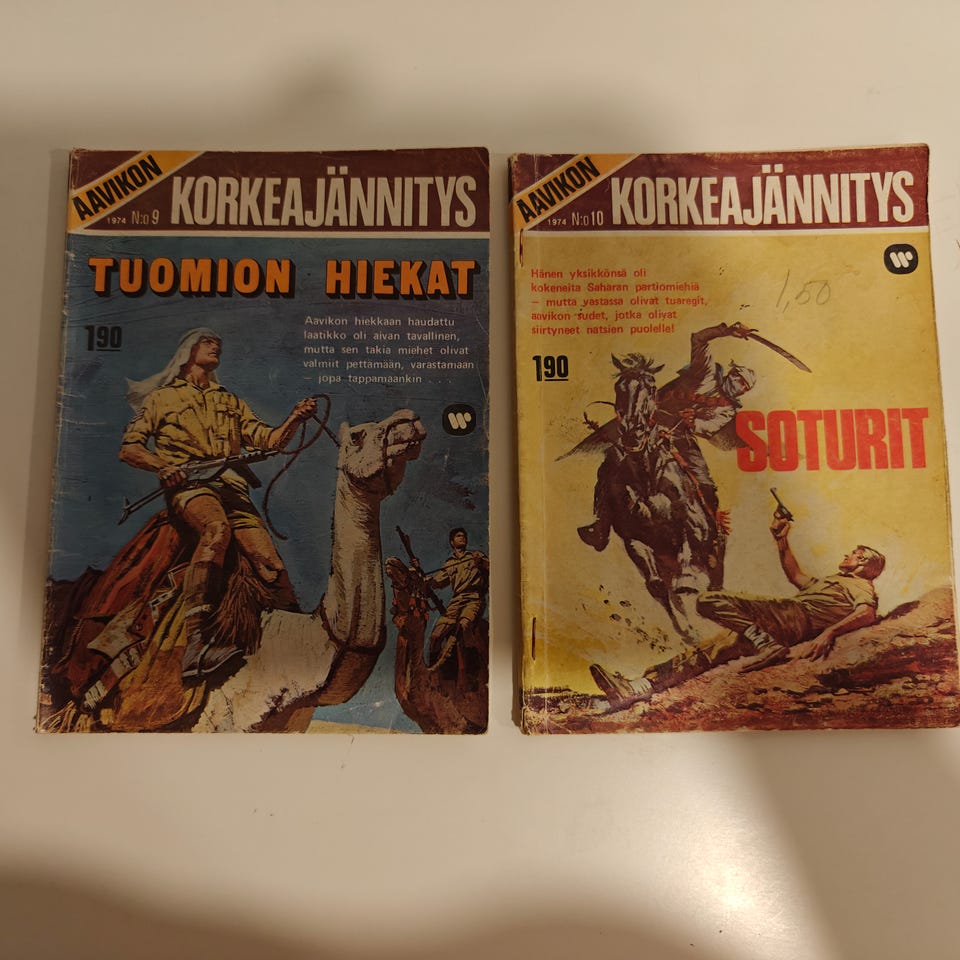 AAVIKON
1974 N:o 9
KORKEAJÄNNITYS
TUOMION HIEKAT
Aavikon hiekkaan haudattu
laatikko oli aivan tavallinen,
mutta sen takia miehet olivat
valmiit pettämään, varastamaan
— jopa tappamaankin . . .
1 90
W
AAVIKON
1974 N:o 10
KORKEAJÄNNITYS
W
Hänen yksikkönsä oli
kokeneita Saharan partiomiehiä
— mutta vastassa olivat tuaregit,
aavikon sudet, jotka olivat
siirtyneet natsien puolelle!
1,50
1 90
SOTURIT